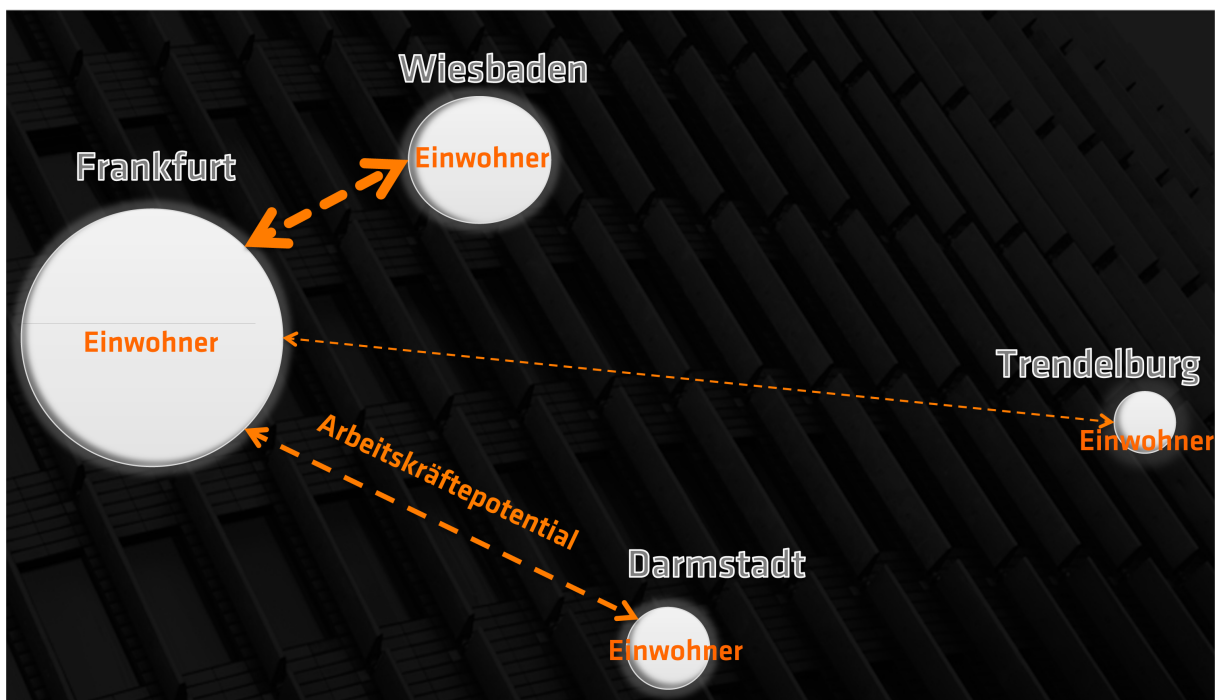 Wiesbaden
Einwohner
Frankfurt
Einwohner
Trendelburg
Einwohner
Arbeitskräftepotential
Darmstadt
Einwohner